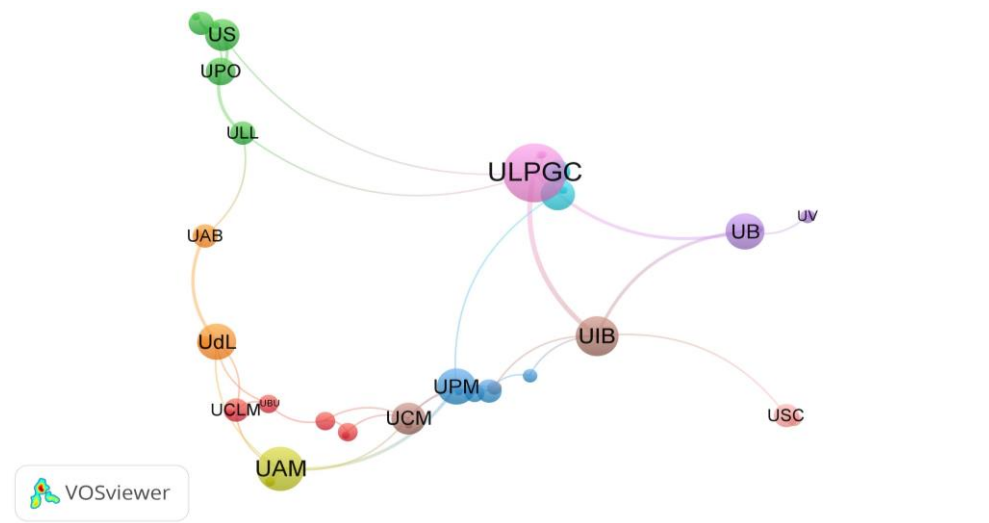 US
UPO
ULL
ULPGC
UV
UB
UAB
UIB
UdL
UPM
UCLM
UBU
UCM
USC
UAM
VOSviewer